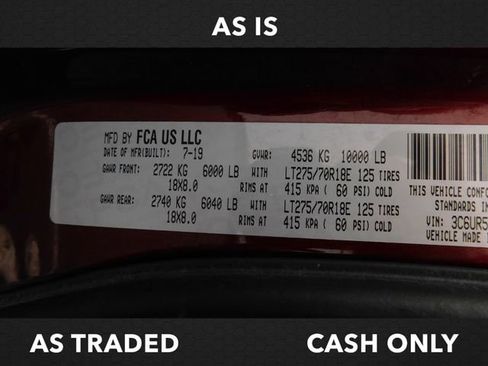 AS IS
MFD BY FCA US LLC
DATE OF MFR(BUILT): 7-19 GVWR: 4536 KG 10000 LB
GAWR FRONT: 2722 KG 6000 LB WITH LT275/70R18E 125 TIRES
18X8.0 RIMS AT 415 KPA ( 60 PSI) COLD
GAWR REAR: 2740 KG 6040 LB WITH LT275/70R18E 125 TIRES
18X8.0 RIMS AT 415 KPA ( 60 PSI) COLD
THIS VEHICLE CONFO
STANDARDS
VIN: 3C6UR5
VEHICLE MADE
AS TRADED CASH ONLY